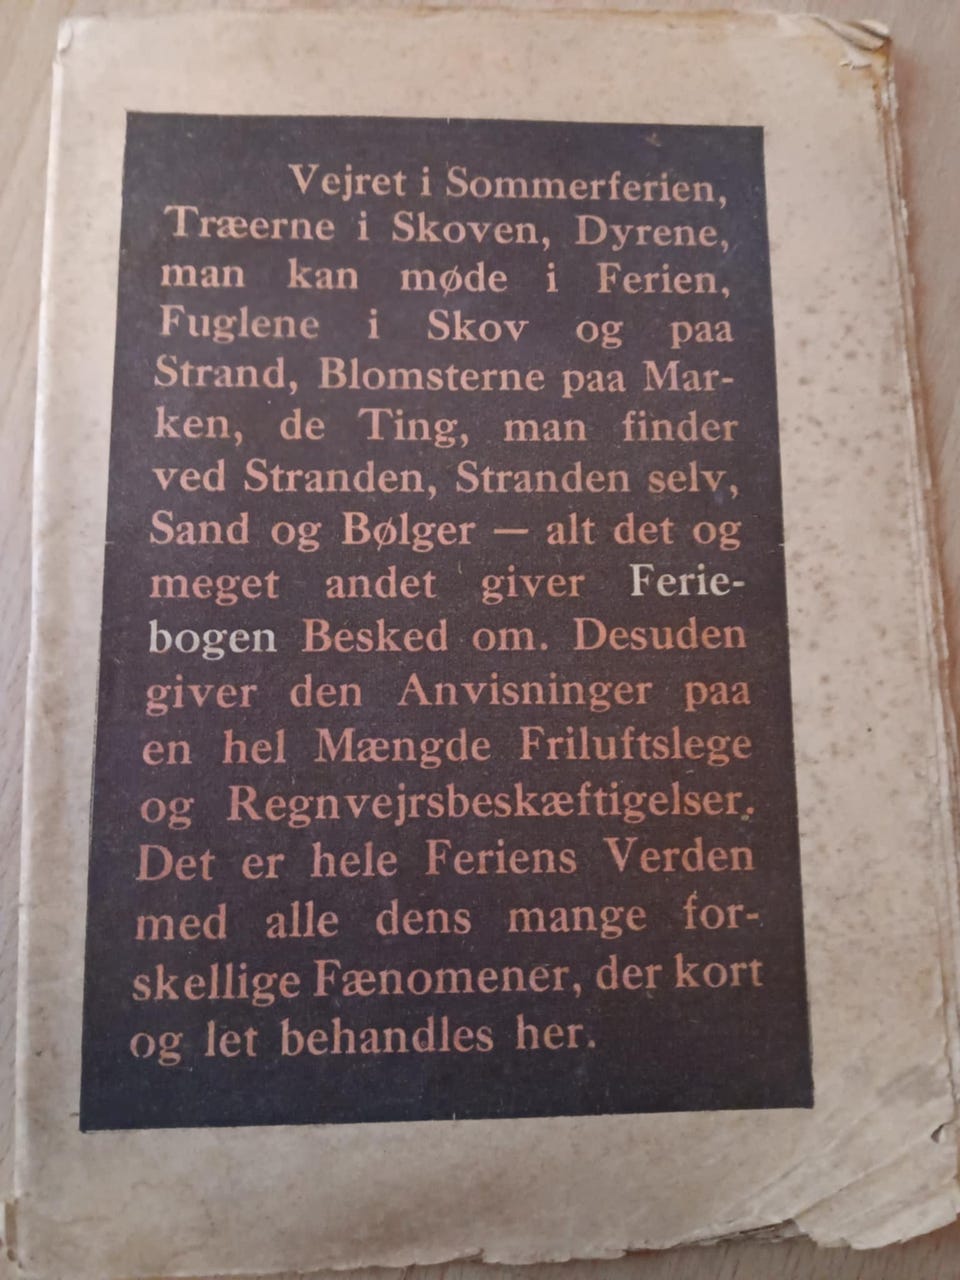 Vejret i Sommerferien,
Træerne i Skoven, Dyrene,
man kan møde i Ferien,
Fuglene i Skov og paa
Strand, Blomsterne paa Mar-
ken, de Ting, man finder
ved Stranden, Stranden selv,
Sand og Bølger — alt det og
meget andet giver Ferie-
bogen Besked om. Desuden
giver den Anvisninger paa
en hel Mængde Friluftslege
og Regnvejrsbeskæftigelser.
Det er hele Feriens Verden
med alle dens mange for-
skellige Fænomener, der kort
og let behandles her.